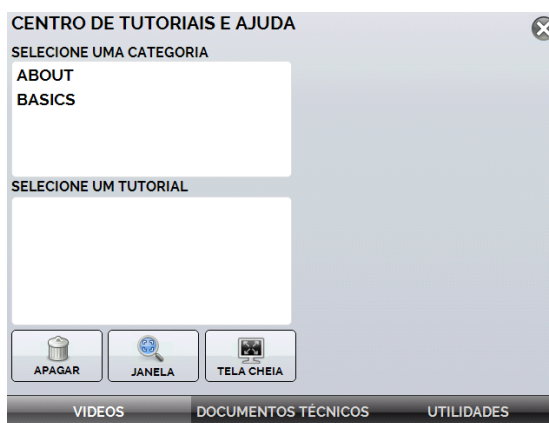 CENTRO DE TUTORIAIS E AJUDA
SELECIONE UMA CATEGORIA
ABOUT
BASICS
SELECIONE UM TUTORIAL
APAGAR JANELA TELA CHEIA
VIDEOS DOCUMENTOS TÉCNICOS UTILIDADES